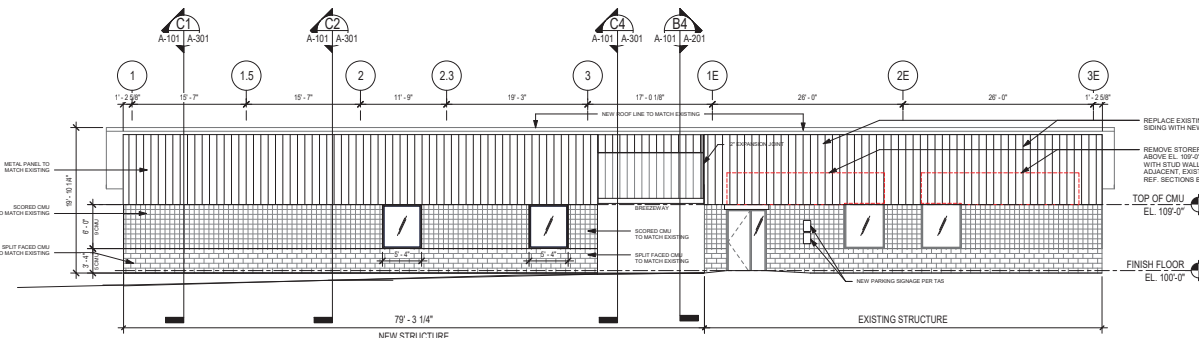 C1
A-101 A-301
C2
A-101 A-301
C4
A-101 A-301
B4
A-101 A-201
1
1.5
2
2.3
3
1E
2E
3E
1' - 2 5/8"
15' - 7"
15' - 7"
11' - 9"
19' - 3"
17' - 0 1/8"
26' - 0"
26' - 0"
1' - 2 5/8"
NEW ROOF LINE TO MATCH EXISTING
REPLACE EXISTIN
SIDING WITH NEW
2" EXPANSION JOINT
REMOVE STOREF
ABOVE EL. 109'-0"
WITH STUD WALL
ADJACENT, EXIST
REF. SECTIONS B
METAL PANEL TO
MATCH EXISTING
19' - 10 1/4"
SCORED CMU
TO MATCH EXISTING
6' - 0"
9 CMU
SPLIT FACED CMU
TO MATCH EXISTING
3' - 4"
5 CMU
BREEZEWAY
SCORED CMU
TO MATCH EXISTING
SPLIT FACED CMU
TO MATCH EXISTING
5' - 4"
5' - 4"
TOP OF CMU
EL. 109'-0"
FINISH FLOOR
EL. 100'-0"
NEW PARKING SIGNAGE PER TAS
79' - 3 1/4"
NEW STRUCTURE
EXISTING STRUCTURE